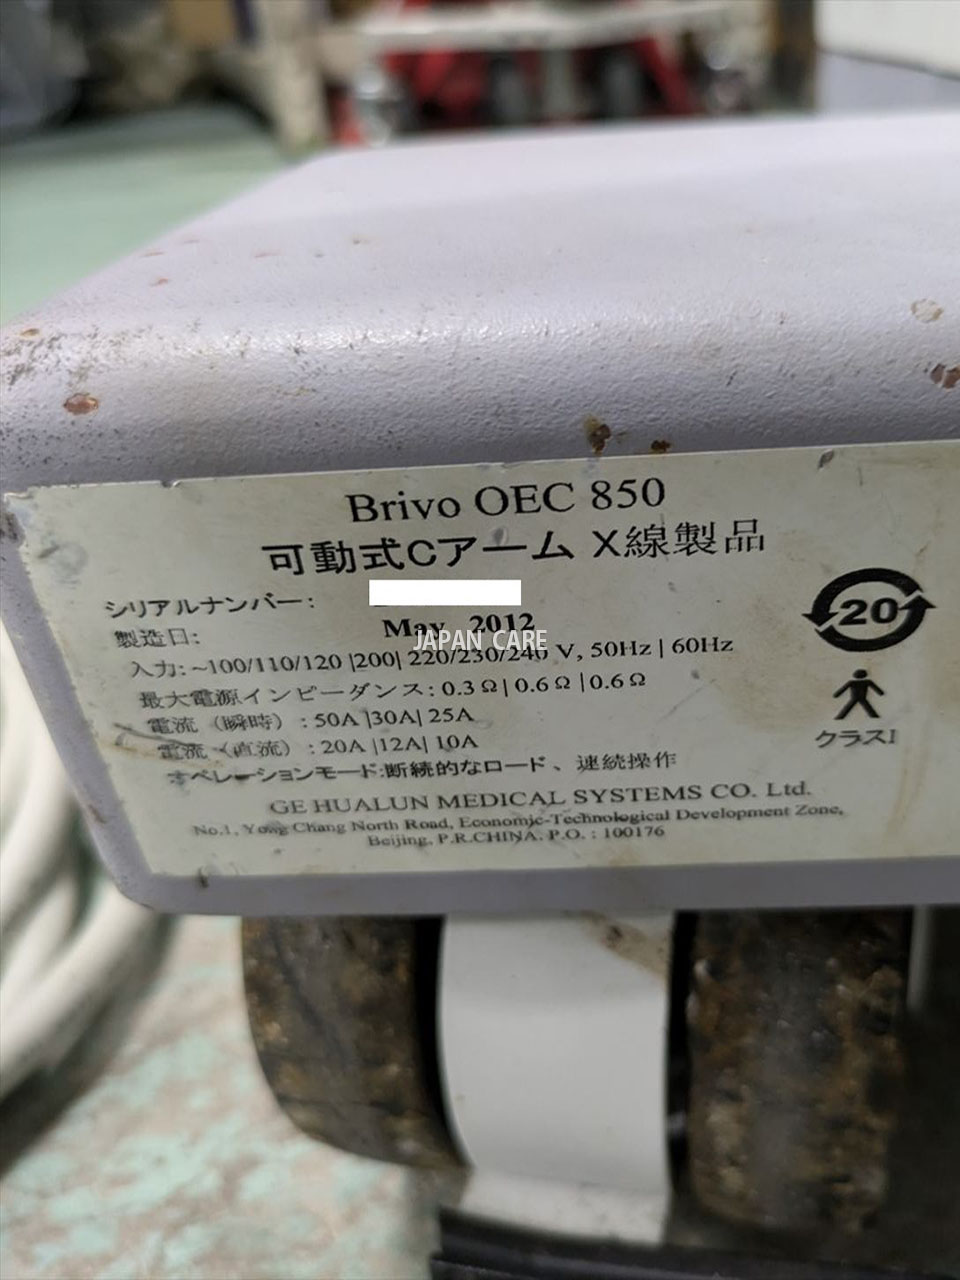 Brivo OEC 850
可動式Cアーム X線製品
シリアルナンバー:
製造日: May 2012
JAPAN CARE
入力: ~100/110/120 |200| 220/230/240 V, 50Hz | 60Hz
最大電源インピーダンス: 0.3 Ω | 0.6 Ω | 0.6 Ω
電流 (瞬時) : 50A |30A| 25A
電流 (直流) : 20A |12A| 10A
オペレーションモード:断続的なロード、連続操作
20
クラスI
GE HUALUN MEDICAL SYSTEMS CO. Ltd.
No.1, Yong Chang North Road, Economic-Technological Development Zone,
Beijing, P.R.CHINA. P.O. : 100176